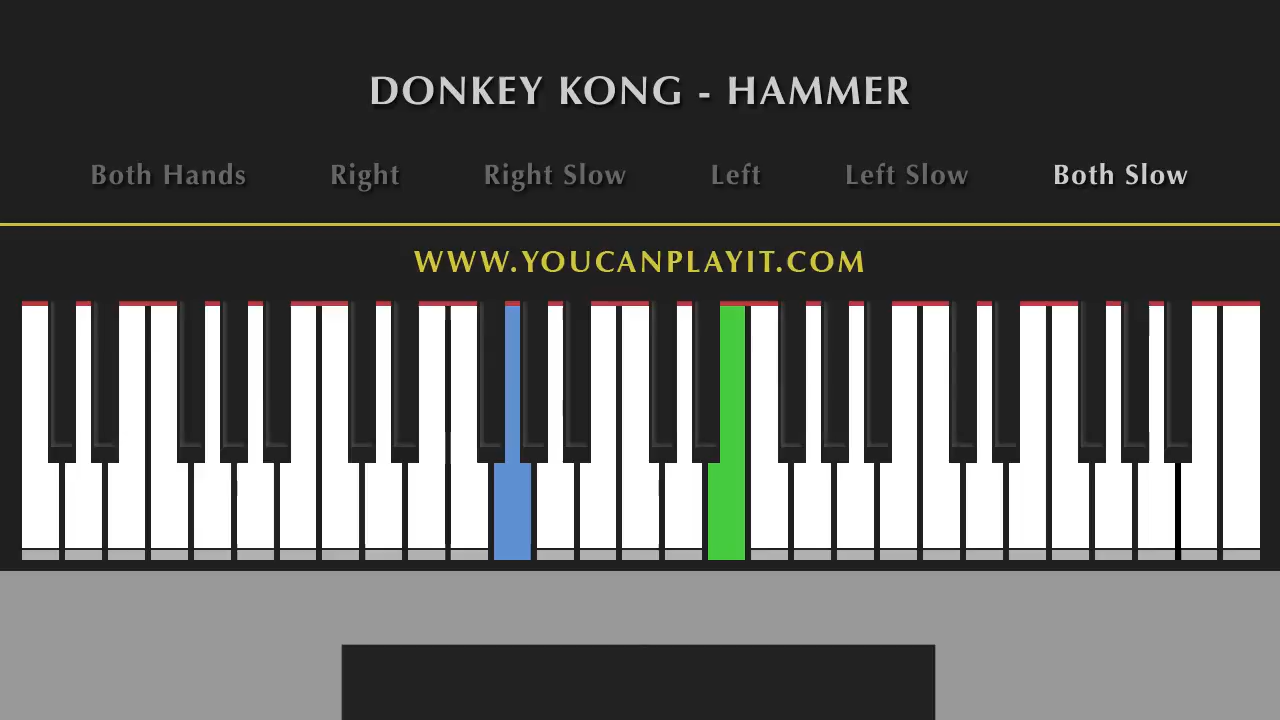 DONKEY KONG - HAMMER
Both Hands Right Right Slow Left Left Slow Both Slow
WWW.YOUCANPLAYIT.COM